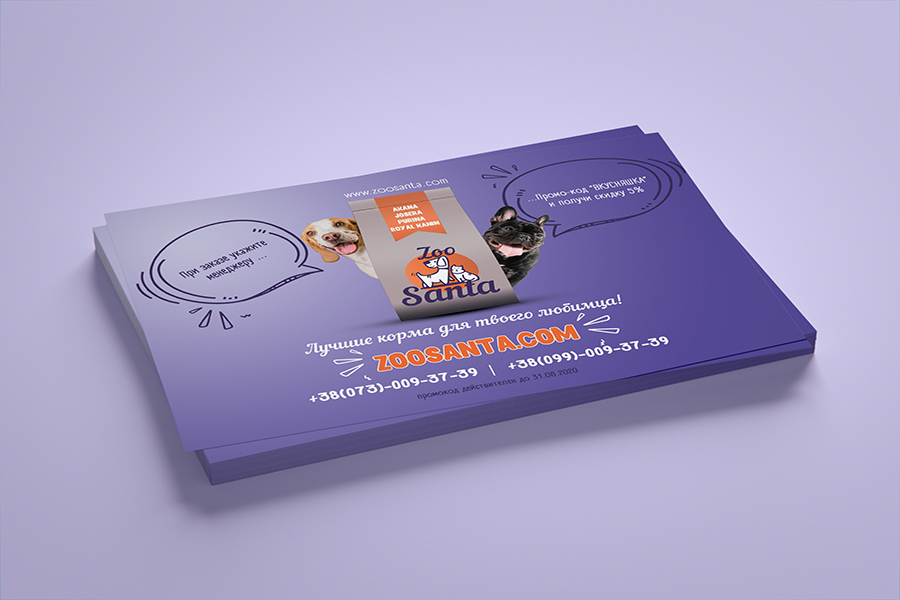 www.zoosanta.com
При заказе укажите
менеджеру ...
АКАНА
JOSERA
PURINA
ROYAL KANIN
Zoo
Santa
...Промо-код "ВКУСНЯШКА"
и получи скидку 5%
Лучшие корма для твоего любимца!
ZOOSANTA.COM
+38(073)-009-37-39 | +38(099)-009-37-39
промокод действителен до 31.08.2020